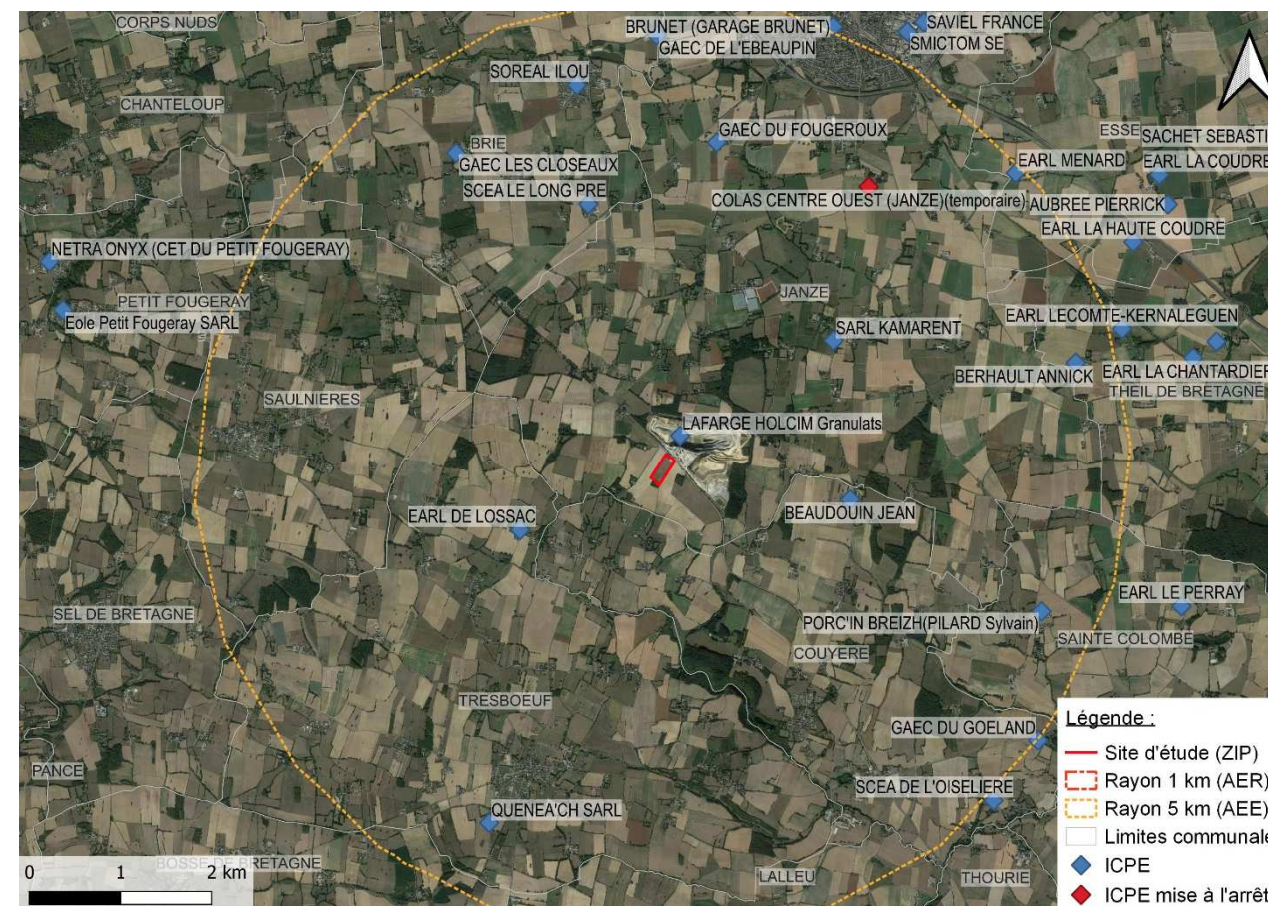 CORPS NUDS
BRUNET (GARAGE BRUNET)
SAVIEL FRANCE
GAEC DE L'EBEAUPIN
SMICTOM SE
SOREAL ILOU
CHANTELOUP
GAEC DU FOUGEROUX
ESSE
SACHET SEBASTI
BRIE
GAEC LES CLOSEAUX
EARL MENARD
EARL LA COUDRE
SCEA LE LONG PRE
COLAS CENTRE OUEST (JANZE)(temporaire)
AUBREE PIERRICK
EARL LA HAUTE COUDRE
NETRA ONYX (CET DU PETIT FOUGERAY)
PETIT FOUGERAY
JANZE
Eole Petit Fougeray SARL
SARL KAMARENT
EARL LECOMTE-KERNALEGUEN
BERHAULT ANNICK
EARL LA CHANTARDIER
THEIL DE BRETAGNE
SAULNIERES
LAFARGE HOLCIM Granulats
EARL DE LOSSAC
BEAUDOUIN JEAN
SEL DE BRETAGNE
EARL LE PERRAY
PORC'IN BREIZH(PILARD Sylvain)
SAINTE COLOMBE
COUYERE
TRESBOEUF
GAEC DU GOELAND
PANCE
SCEA DE L'OISELIERE
QUENEA'CH SARL
BOSSE DE BRETAGNE
LALLEU
THOURIE
0 1 2 km
Légende :
Site d'étude (ZIP)
Rayon 1 km (AER)
Rayon 5 km (AEE)
Limites communale
ICPE
ICPE mise à l'arrêt